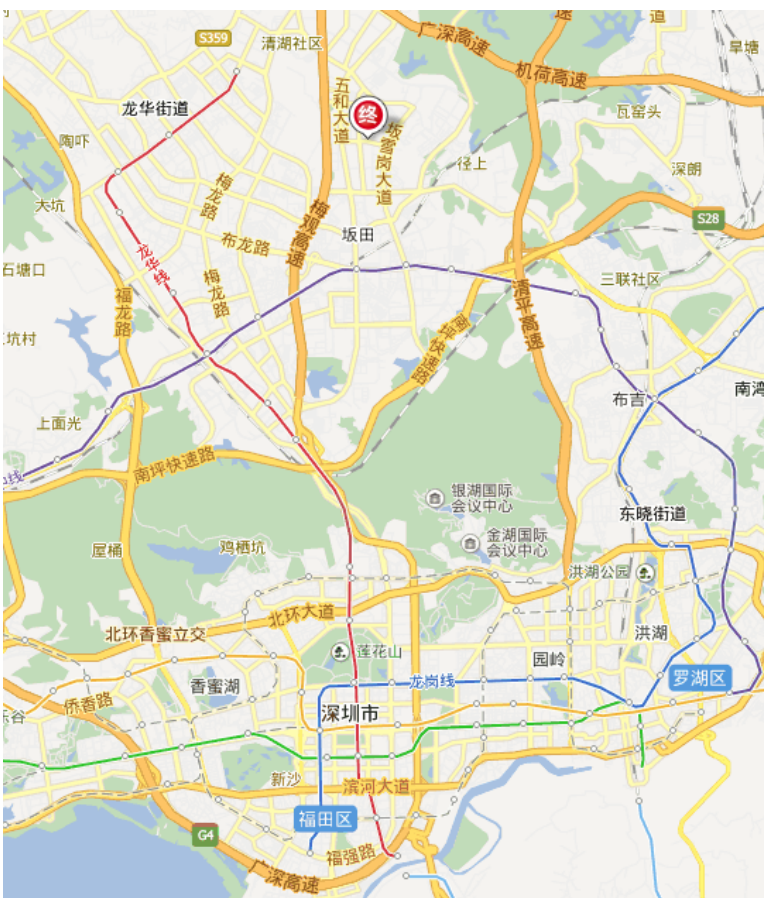 广深高速
道
S359
清湖社区
旱塘
机荷高速
五和大道
龙华街道
终
坂雪岗大道
瓦窑头
陶吓
径上
深朗
梅龙路
大坑
S28
梅观高速
坂田
布龙路
龙华线
石塘口
三联社区
梅龙路
清平高速
福龙路
坑村
南坪快速路
布吉
南湾
上面光
南坪快速路
银湖国际
会议中心
东晓街道
屋桶
鸡栖坑
金湖国际
会议中心
洪湖公园
北环大道
北环香蜜立交
洪湖
莲花山
园岭
香蜜湖
龙岗线
罗湖区
侨香路
深圳市
新沙
滨河大道
福田区
G4
福强路
广深高速